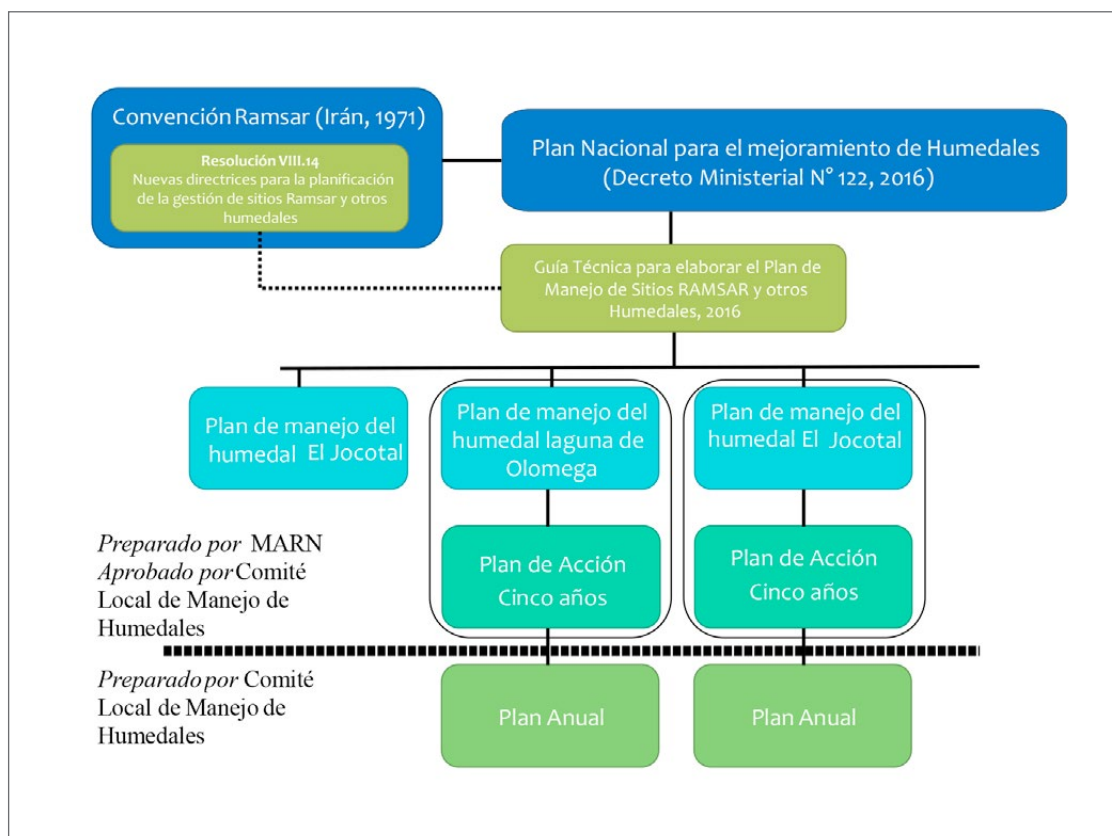 Convención Ramsar (Irán, 1971)
Resolución VIII.14
Nuevas directrices para la planificación
de la gestión de sitios Ramsar y otros
humedales
Plan Nacional para el mejoramiento de Humedales
(Decreto Ministerial N° 122, 2016)
Guía Técnica para elaborar el Plan de
Manejo de Sitios RAMSAR y otros
Humedales, 2016
Plan de manejo del
humedal El Jocotal
Plan de manejo del
humedal laguna de
Olomega
Plan de manejo del
humedal El Jocotal
Preparado por MARN
Aprobado por Comité
Local de Manejo de
Humedales
Plan de Acción
Cinco años
Plan de Acción
Cinco años
Preparado por Comité
Local de Manejo de
Humedales
Plan Anual
Plan Anual